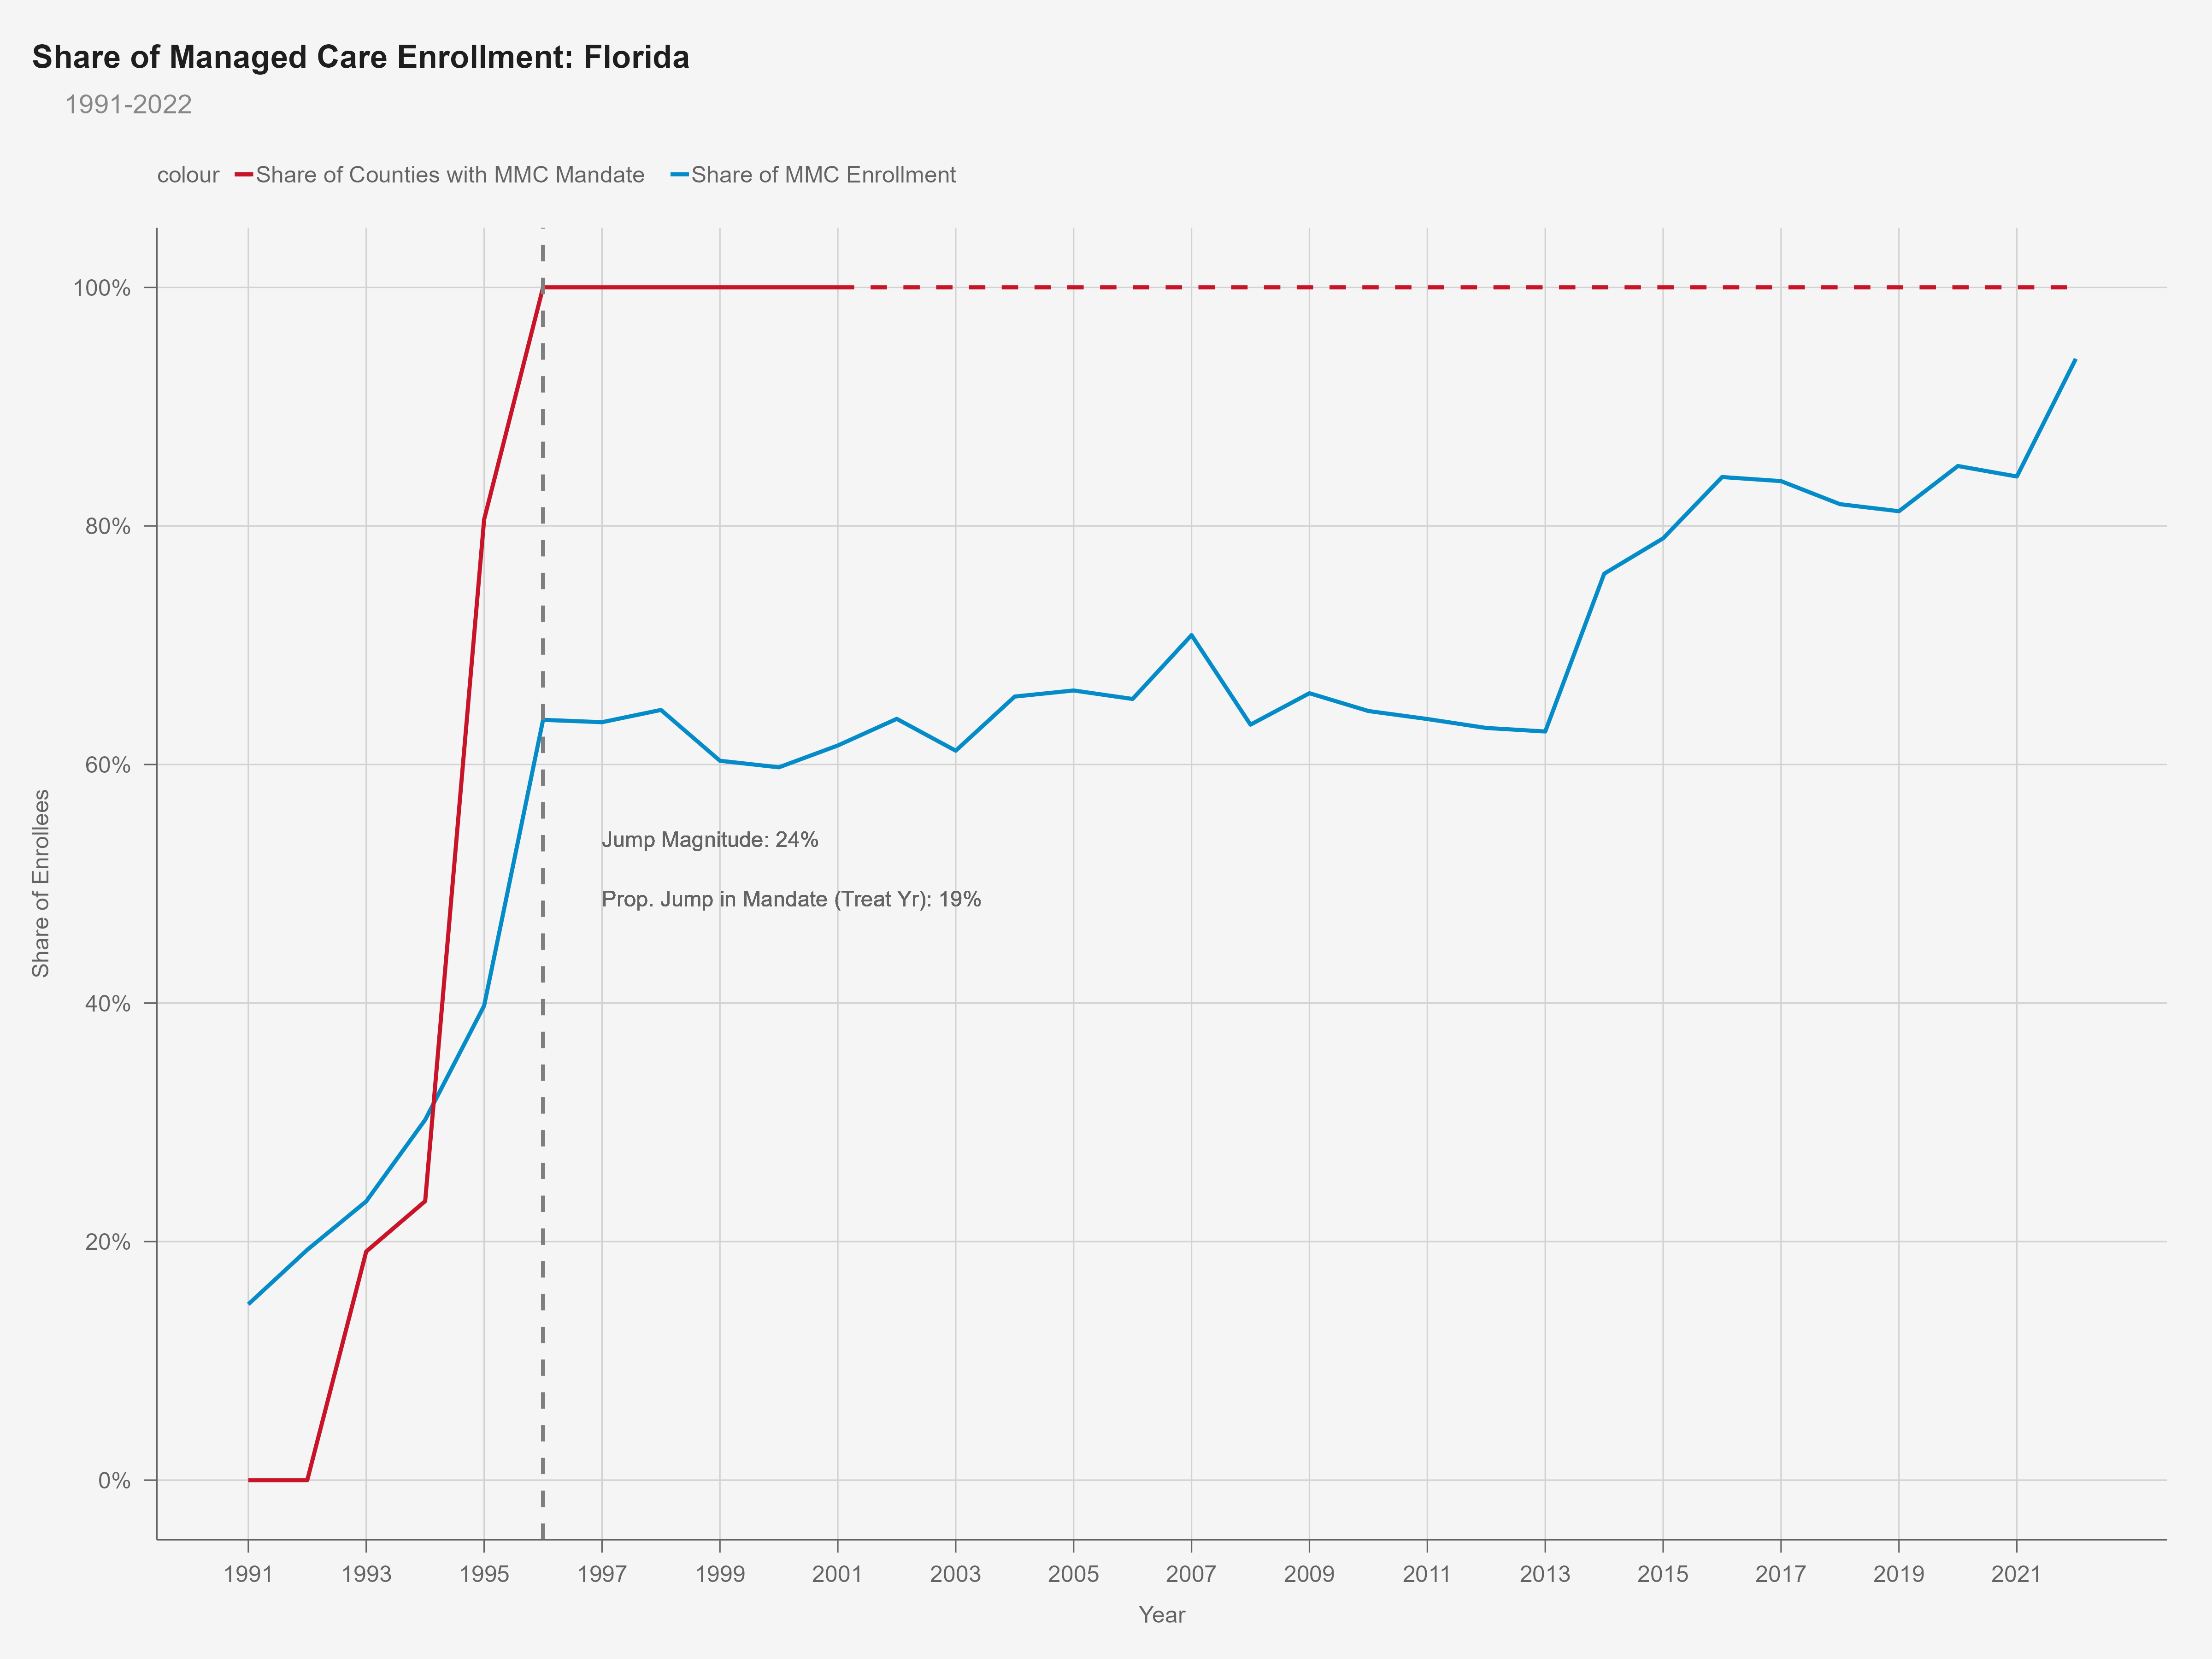 Share of Managed Care Enrollment: Florida
1991-2022
colour Share of Counties with MMC Mandate Share of MMC Enrollment
100%
80%
60%
40%
20%
0%
Share of Enrollees
Jump Magnitude: 24%
Prop. Jump in Mandate (Treat Yr): 19%
1991 1993 1995 1997 1999 2001 2003 2005 2007 2009 2011 2013 2015 2017 2019 2021
Year